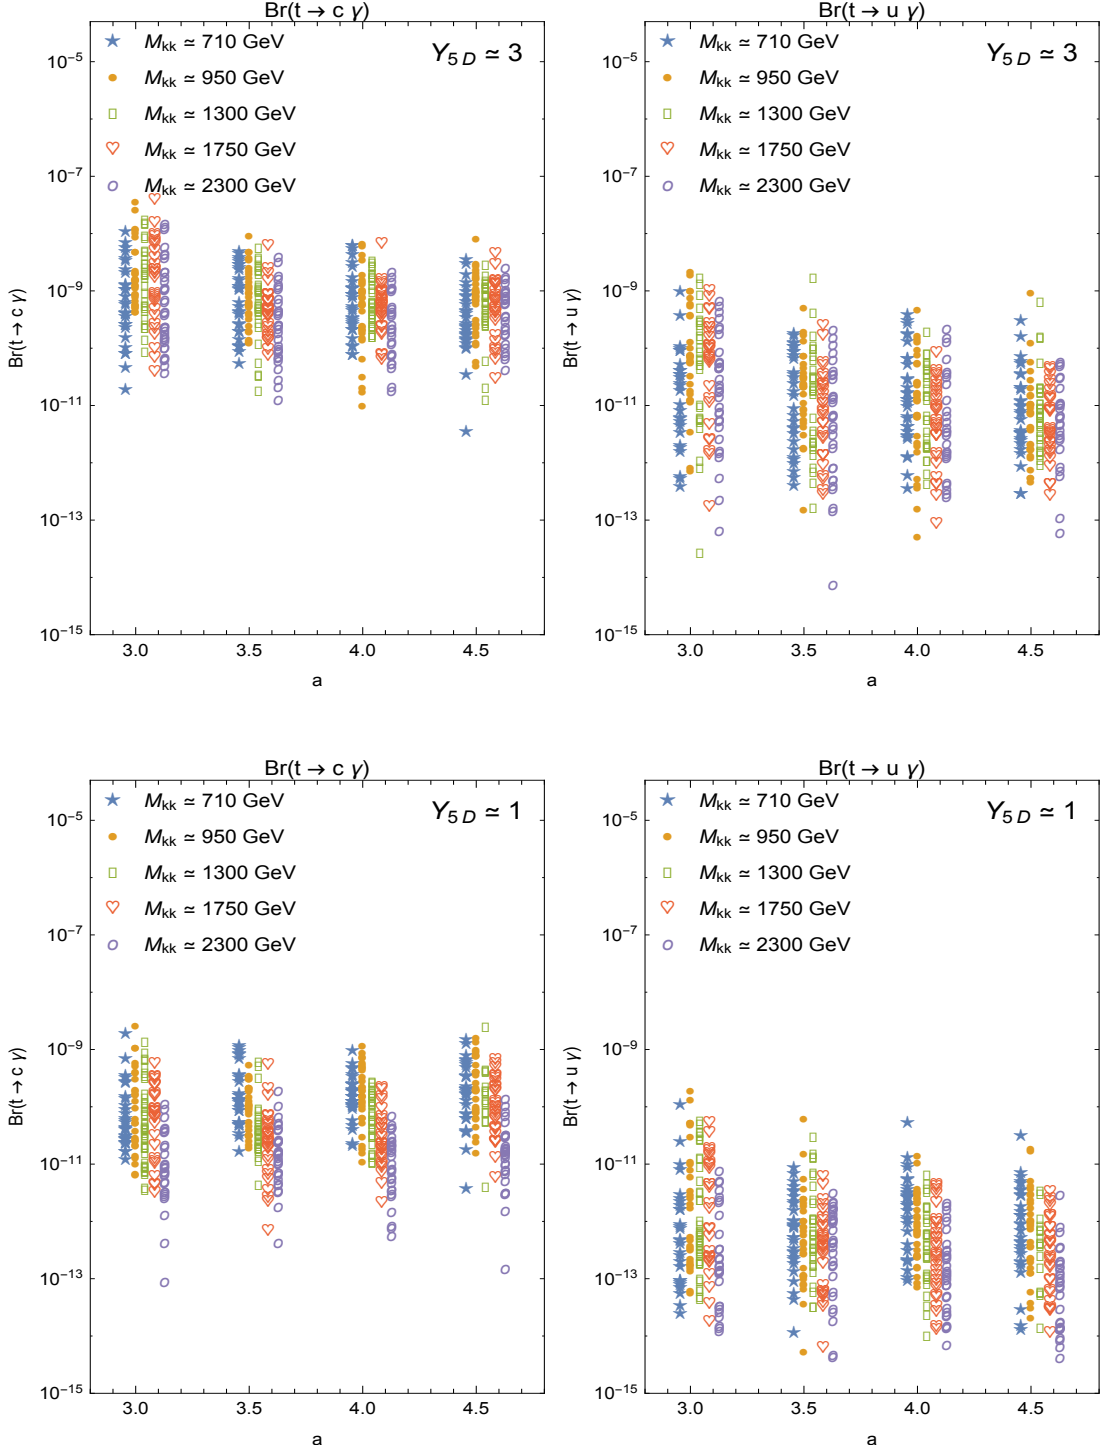 Br(t → c γ)
M_kk ≃ 710 GeV
M_kk ≃ 950 GeV
M_kk ≃ 1300 GeV
M_kk ≃ 1750 GeV
M_kk ≃ 2300 GeV
Y_5D ≃ 3
Br(t → c γ)
10^-5
10^-7
10^-9
10^-11
10^-13
10^-15
3.0 3.5 4.0 4.5
a
Br(t → u γ)
M_kk ≃ 710 GeV
M_kk ≃ 950 GeV
M_kk ≃ 1300 GeV
M_kk ≃ 1750 GeV
M_kk ≃ 2300 GeV
Y_5D ≃ 3
Br(t → u γ)
10^-5
10^-7
10^-9
10^-11
10^-13
10^-15
3.0 3.5 4.0 4.5
a
Br(t → c γ)
M_kk ≃ 710 GeV
M_kk ≃ 950 GeV
M_kk ≃ 1300 GeV
M_kk ≃ 1750 GeV
M_kk ≃ 2300 GeV
Y_5D ≃ 1
Br(t → c γ)
10^-5
10^-7
10^-9
10^-11
10^-13
10^-15
3.0 3.5 4.0 4.5
a
Br(t → u γ)
M_kk ≃ 710 GeV
M_kk ≃ 950 GeV
M_kk ≃ 1300 GeV
M_kk ≃ 1750 GeV
M_kk ≃ 2300 GeV
Y_5D ≃ 1
Br(t → u γ)
10^-5
10^-7
10^-9
10^-11
10^-13
10^-15
3.0 3.5 4.0 4.5
a